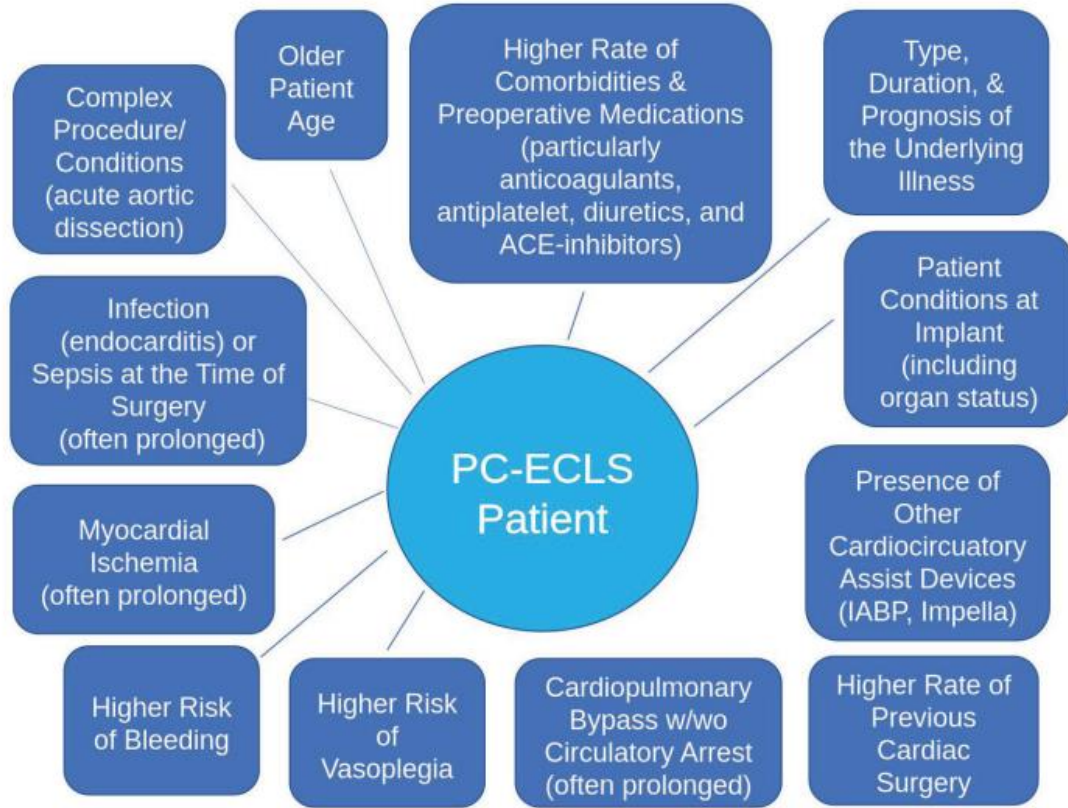 Complex
Procedure/
Conditions
(acute aortic
dissection)
Older
Patient
Age
Higher Rate of
Comorbidities &
Preoperative Medications
(particularly
anticoagulants,
antiplatelet, diuretics, and
ACE-inhibitors)
Type,
Duration, &
Prognosis of
the Underlying
Illness
Infection
(endocarditis) or
Sepsis at the Time of
Surgery
(often prolonged)
Patient
Conditions at
Implant
(including
organ status)
PC-ECLS
Patient
Myocardial
Ischemia
(often prolonged)
Presence of
Other
Cardiocircuatory
Assist Devices
(IABP, Impella)
Higher Risk
of Bleeding
Higher Risk
of
Vasoplegia
Cardiopulmonary
Bypass w/wo
Circulatory Arrest
(often prolonged)
Higher Rate of
Previous
Cardiac
Surgery